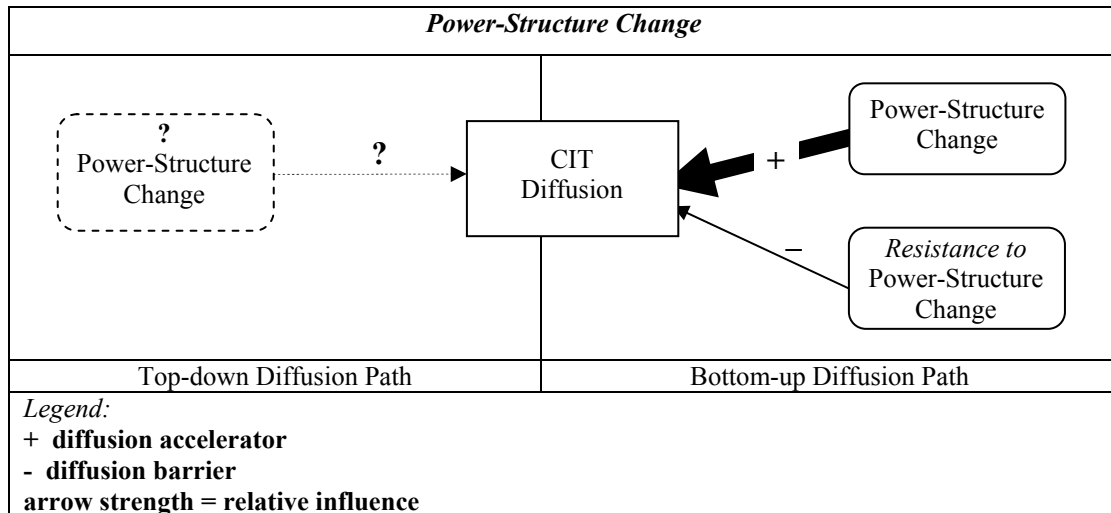 Power-Structure Change
?
Power-Structure
Change
?
CIT
Diffusion
+
Power-Structure
Change
–
Resistance to
Power-Structure
Change
Top-down Diffusion Path
Bottom-up Diffusion Path
Legend:
+ diffusion accelerator
- diffusion barrier
arrow strength = relative influence